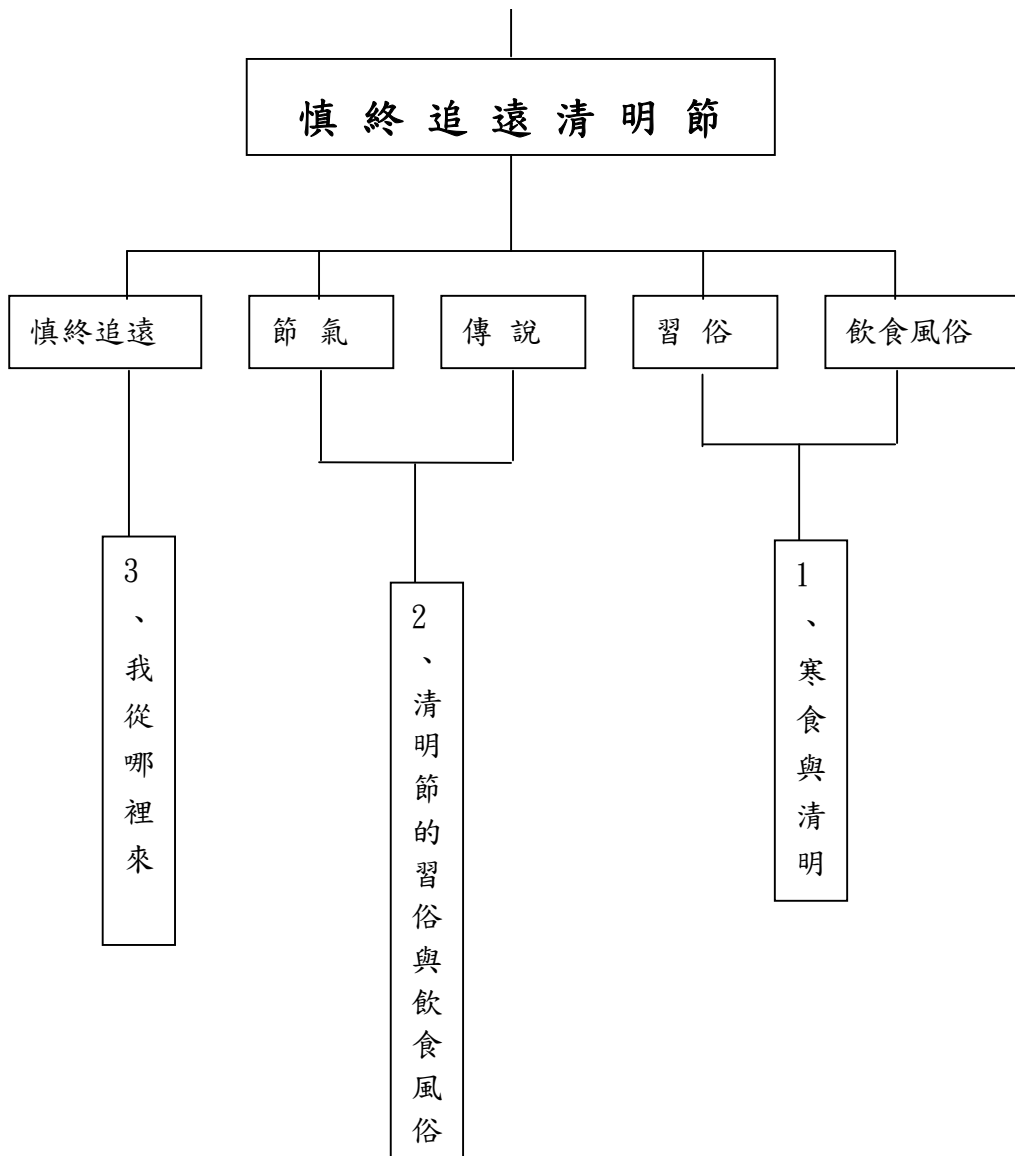 慎終追遠清明節
慎終追遠
節氣
傳說
習俗
飲食風俗
3、我從哪裡來
2、清明節的習俗與飲食風俗
1、寒食與清明